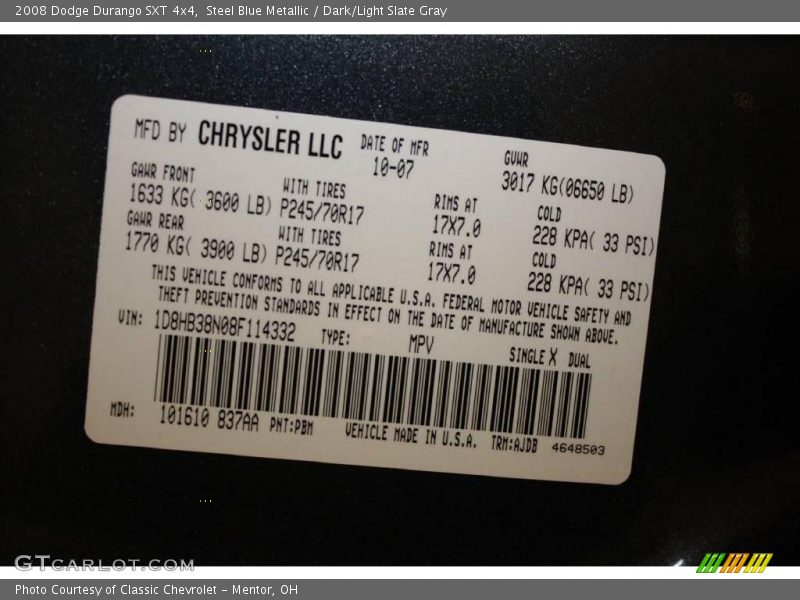 2008 Dodge Durango SXT 4x4,  Steel Blue Metallic / Dark/Light Slate Gray
MFD BY CHRYSLER LLC DATE OF MFR GVWR
10-07 3017 KG(06650 LB)
GAWR FRONT WITH TIRES RIMS AT COLD
1633 KG( 3600 LB) P245/70R17 17X7.0 228 KPA( 33 PSI)
GAWR REAR WITH TIRES RIMS AT COLD
1770 KG( 3900 LB) P245/70R17 17X7.0 228 KPA( 33 PSI)
THIS VEHICLE CONFORMS TO ALL APPLICABLE U.S.A. FEDERAL MOTOR VEHICLE SAFETY AND
THEFT PREVENTION STANDARDS IN EFFECT ON THE DATE OF MANUFACTURE SHOWN ABOVE.
VIN: 1D8HB38N08F114332 TYPE: MPV SINGLE X DUAL
MDH: 101610 837AA PNT:PBM VEHICLE MADE IN U.S.A. TRM:AJDB 4648503
GTCARLOT.COM
Photo Courtesy of Classic Chevrolet - Mentor, OH